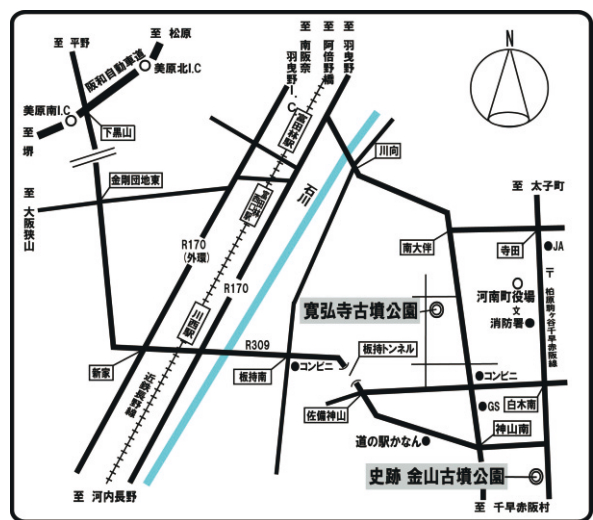 至 平野
至 松原
阪和自動車道
美原北I.C
美原南I.C
至 堺
下黒山
金剛団地東
至 大阪狭山
至 南阪奈
羽曳野I.C
至 阿倍野橋
至 羽曳野
富田林駅
富田林西口駅
石川
川向
N
至 太子町
南大伴
寺田
JA
〒
河南町役場
文
消防署
柏原駒ヶ谷千早赤阪線
R170
(外環)
R170
川西駅
寛弘寺古墳公園
R309
新家
板持南
コンビニ
板持トンネル
佐備神山
コンビニ
GS
白木南
神山南
道の駅かなん
近鉄長野線
史跡 金山古墳公園
至 河内長野
至 千早赤阪村